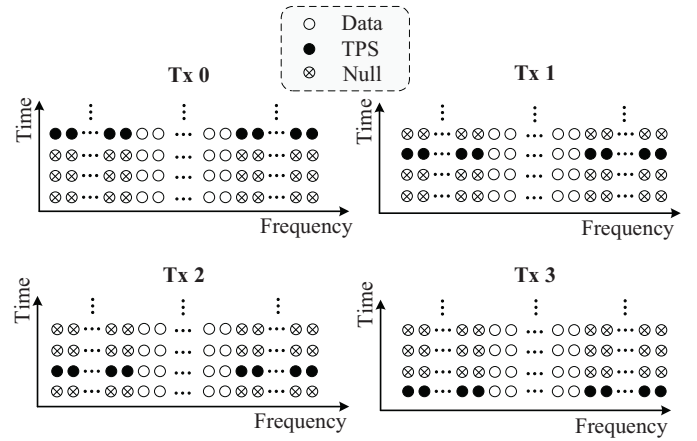 Data
TPS
Null
Tx 0
Time
Frequency
Tx 1
Time
Frequency
Tx 2
Time
Frequency
Tx 3
Time
Frequency